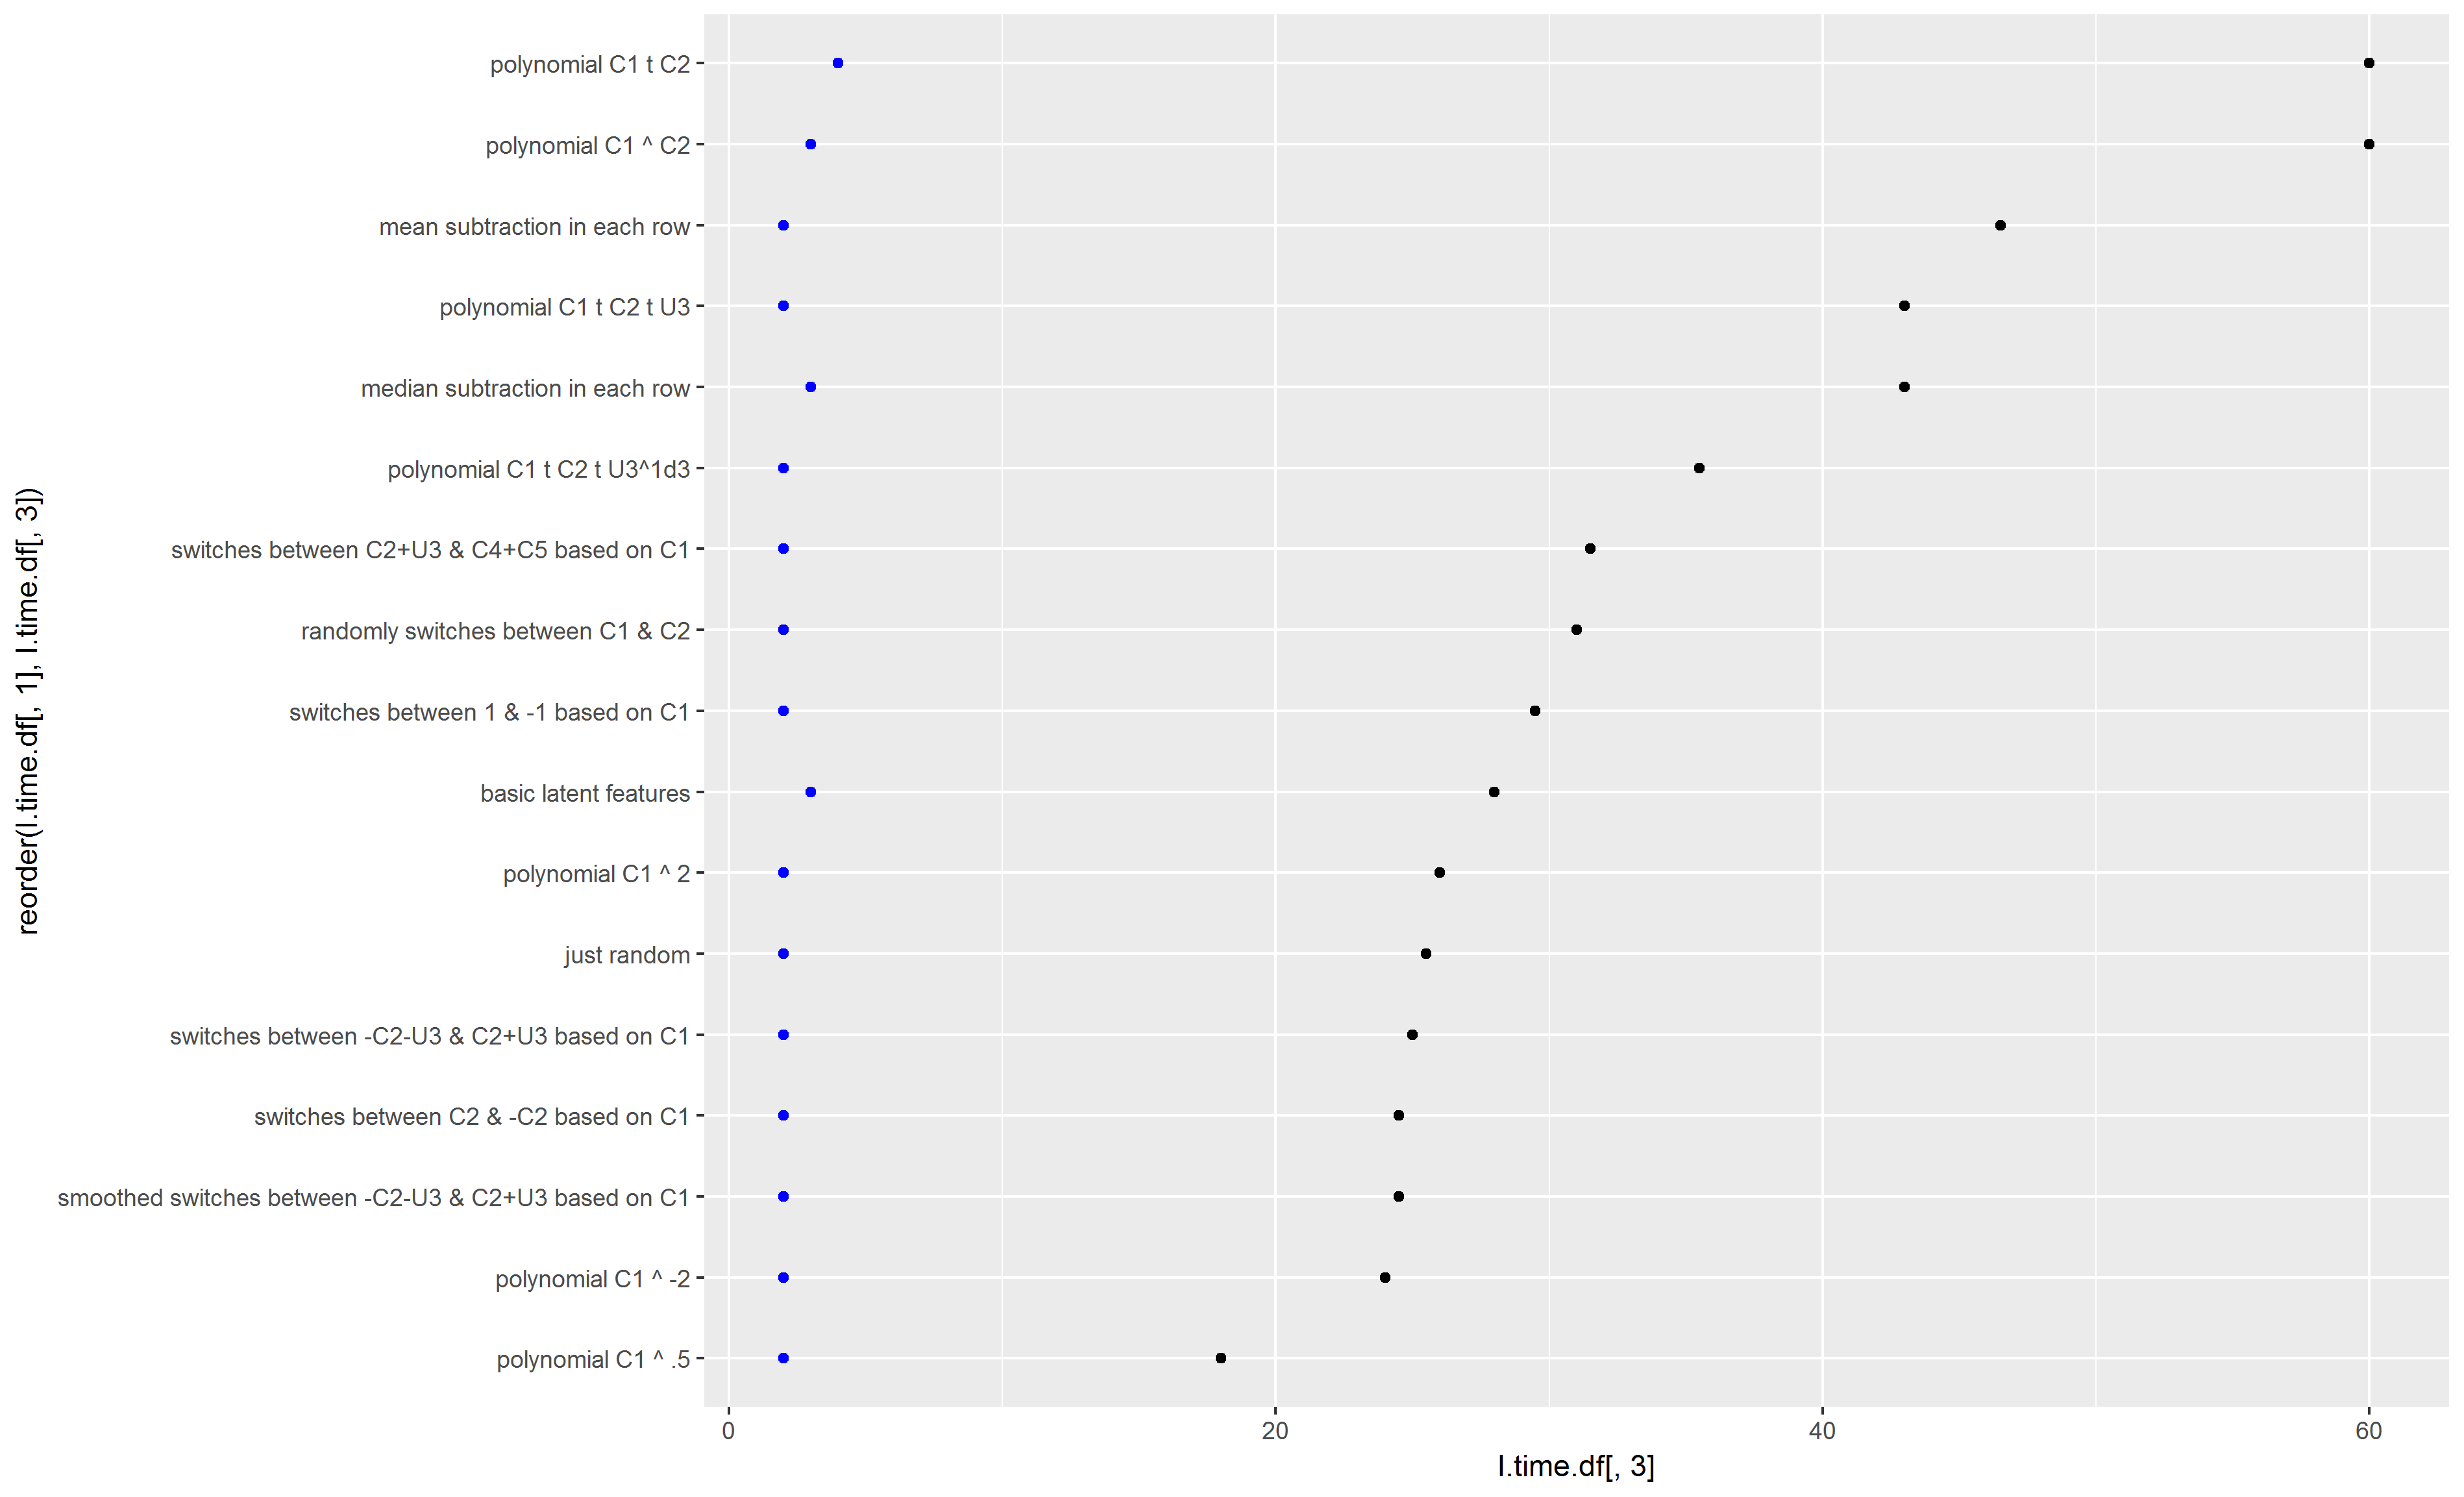 polynomial C1 t C2
polynomial C1 ^ C2
mean subtraction in each row
polynomial C1 t C2 t U3
median subtraction in each row
polynomial C1 t C2 t U3^1d3
switches between C2+U3 & C4+C5 based on C1
randomly switches between C1 & C2
switches between 1 & -1 based on C1
basic latent features
polynomial C1 ^ 2
just random
switches between -C2-U3 & C2+U3 based on C1
switches between C2 & -C2 based on C1
smoothed switches between -C2-U3 & C2+U3 based on C1
polynomial C1 ^ -2
polynomial C1 ^ .5
reorder(l.time.df[, 1], l.time.df[, 3])
0 20 40 60
l.time.df[, 3]